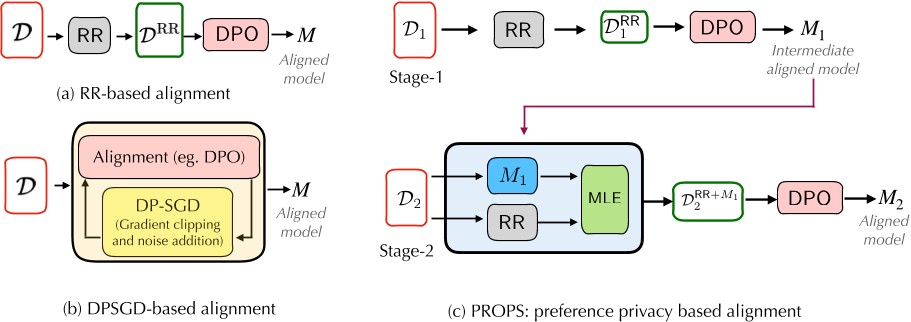 D RR D^RR DPO M
Aligned
model
(a) RR-based alignment
D
Alignment (eg. DPO)
DP-SGD
(Gradient clipping
and noise addition)
M
Aligned
model
(b) DPSGD-based alignment
D₁ RR D₁^RR DPO M₁
Stage-1
Intermediate
aligned model
D₂
Stage-2
M₁
RR
MLE
D₂^RR+M₁ DPO M₂
Aligned
model
(c) PROPS: preference privacy based alignment